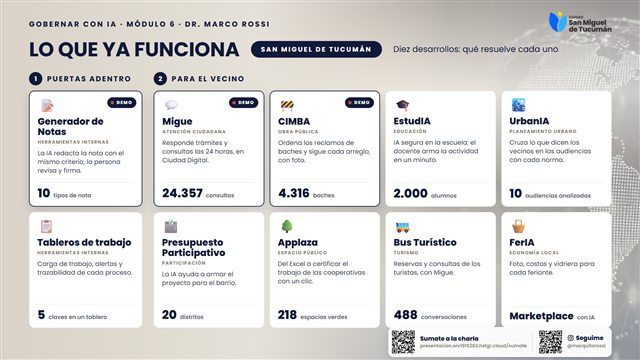 GOBERNAR CON IA · MÓDULO 6 · DR. MARCO ROSSI
LO QUE YA FUNCIONA
SAN MIGUEL DE TUCUMÁN
Diez desarrollos: qué resuelve cada uno
CIUDAD
San Miguel
de Tucumán
1 PUERTAS ADENTRO
2 PARA EL VECINO
DEMO
Generador de
Notas
HERRAMIENTAS INTERNAS
La IA redacta la nota con el
mismo criterio; la persona
revisa y firma.
10 tipos de nota
DEMO
Migue
ATENCIÓN CIUDADANA
Responde trámites y
consultas las 24 horas, en
Ciudad Digital.
24.357 consultas
DEMO
CIMBA
OBRA PÚBLICA
Ordena los reclamos de
baches y sigue cada arreglo,
con foto.
4.316 baches
EstudIA
EDUCACIÓN
IA segura en la escuela: el
docente arma la actividad
en un minuto.
2.000 alumnos
UrbanIA
PLANEAMIENTO URBANO
Cruza lo que dicen los
vecinos en las audiencias
con cada norma.
10 audiencias analizadas
Tableros de trabajo
HERRAMIENTAS INTERNAS
Carga de trabajo, alertas y
trazabilidad de cada proceso.
5 claves en un tablero
Presupuesto
Participativo
PARTICIPACIÓN
La IA ayuda a armar el
proyecto para el barrio.
20 distritos
Applaza
ESPACIO PÚBLICO
Del Excel a certificar el
trabajo de las cooperativas
con un clic.
218 espacios verdes
Bus Turístico
TURISMO
Reservas y consultas de los
turistas, con Migue.
488 conversaciones
FerIA
ECONOMÍA LOCAL
Foto, costos y vidriera para
cada feriante.
Marketplace con IA
Sumate a la charla
presentacion.srv1915283.hstgr.cloud/sumate
Seguime
@marquitorossi